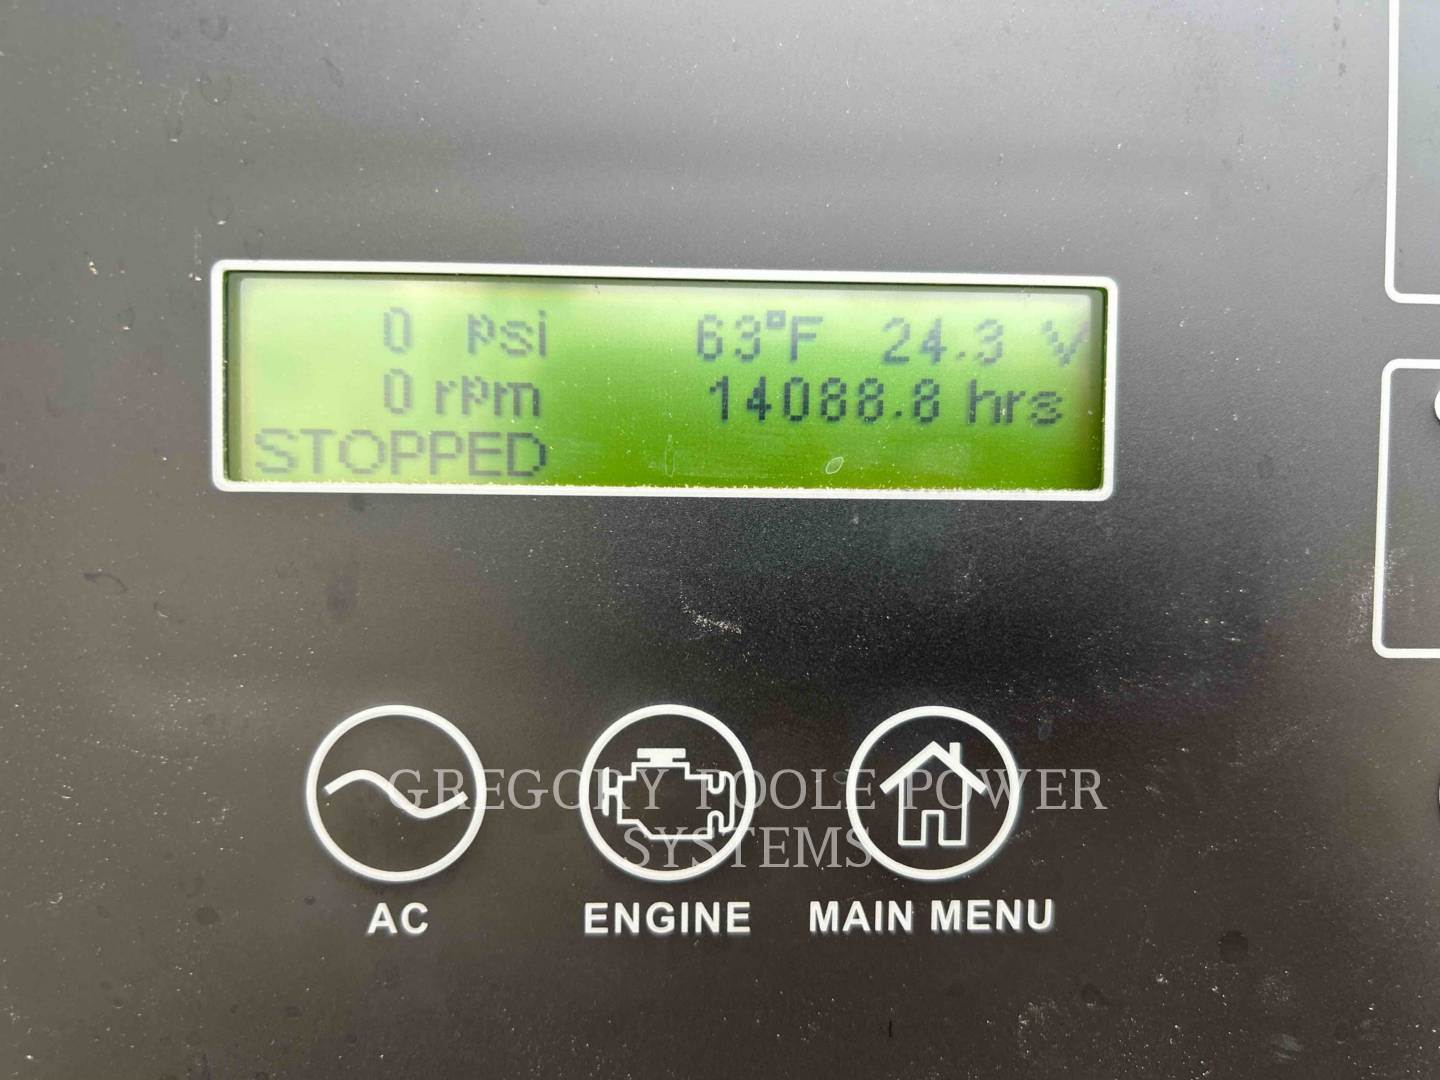 0 psi 63°F 24.3 V
0 rpm 14088.8 hrs
STOPPED
GREGORY POOLE POWER
SYSTEMS
AC ENGINE MAIN MENU